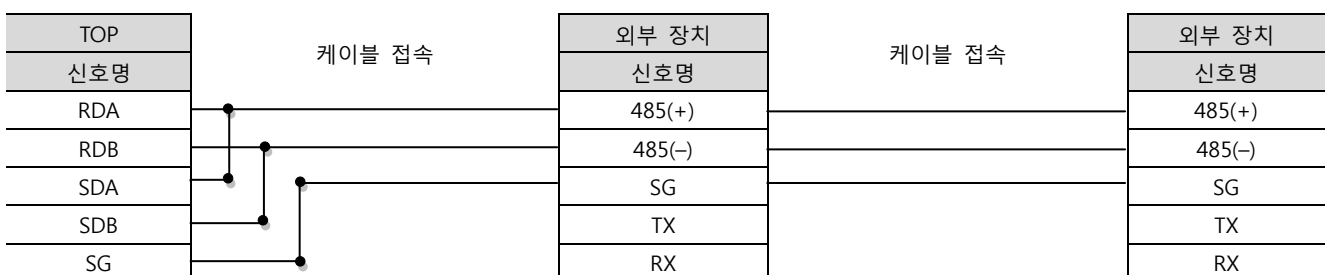 TOP 케이블 접속 외부 장치 케이블 접속 외부 장치
신호명 신호명 신호명
RDA 485(+) 485(+)
RDB 485(–) 485(–)
SDA SG SG
SDB TX TX
SG RX RX